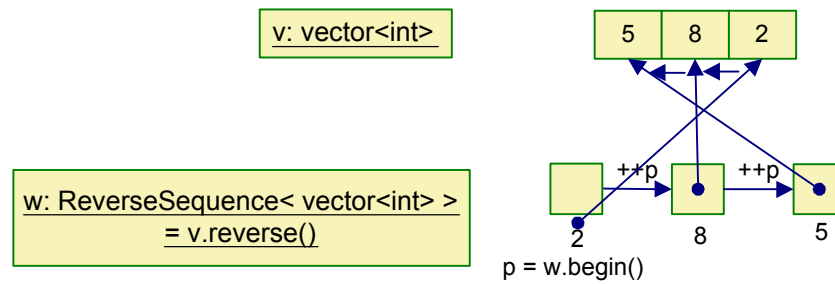 v: vector<int>
5 8 2
w: ReverseSequence< vector<int> >
= v.reverse()
++p ++p
2 8 5
p = w.begin()